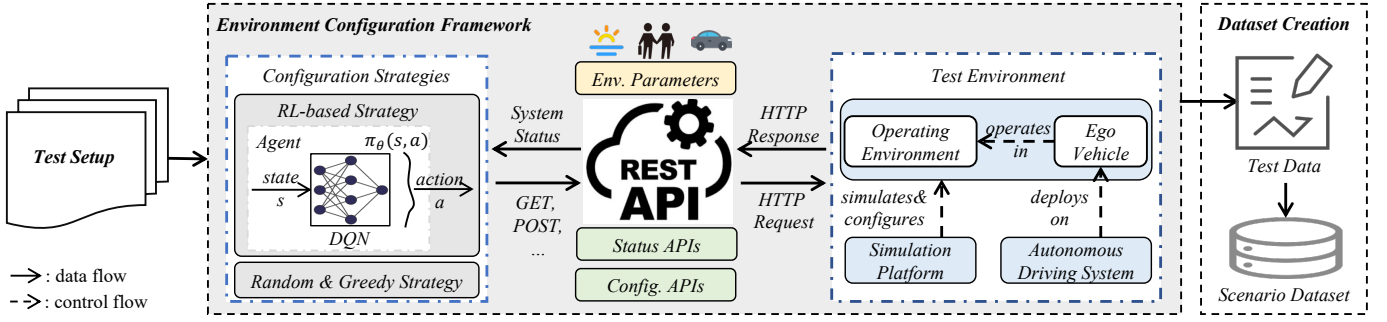 Environment Configuration Framework
Dataset Creation
Test Setup
: data flow
: control flow
Configuration Strategies
RL-based Strategy
Agent
πθ(s,a)
state
s
action
a
DQN
Random & Greedy Strategy
System
Status
GET,
POST,
...
Env. Parameters
REST
API
Status APIs
Config. APIs
HTTP
Response
HTTP
Request
Test Environment
Operating
Environment
operates
in
Ego
Vehicle
simulates&
configures
deploys
on
Simulation
Platform
Autonomous
Driving System
Test Data
Scenario Dataset